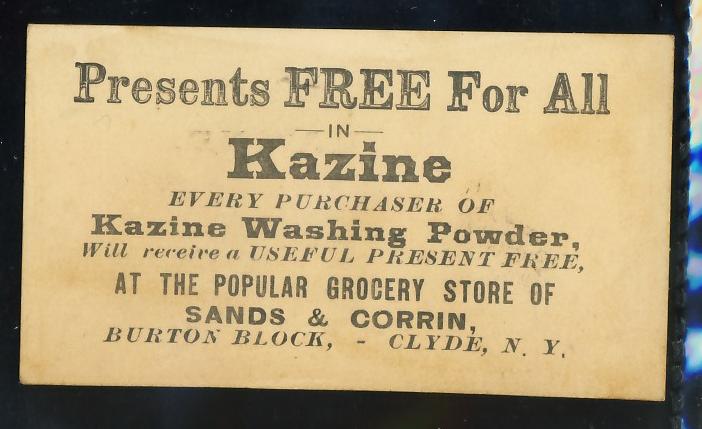 Presents FREE For All
—IN—
Kazine
EVERY PURCHASER OF
Kazine Washing Powder,
Will receive a USEFUL PRESENT FREE,
AT THE POPULAR GROCERY STORE OF
SANDS & CORRIN,
BURTON BLOCK, - CLYDE, N. Y.